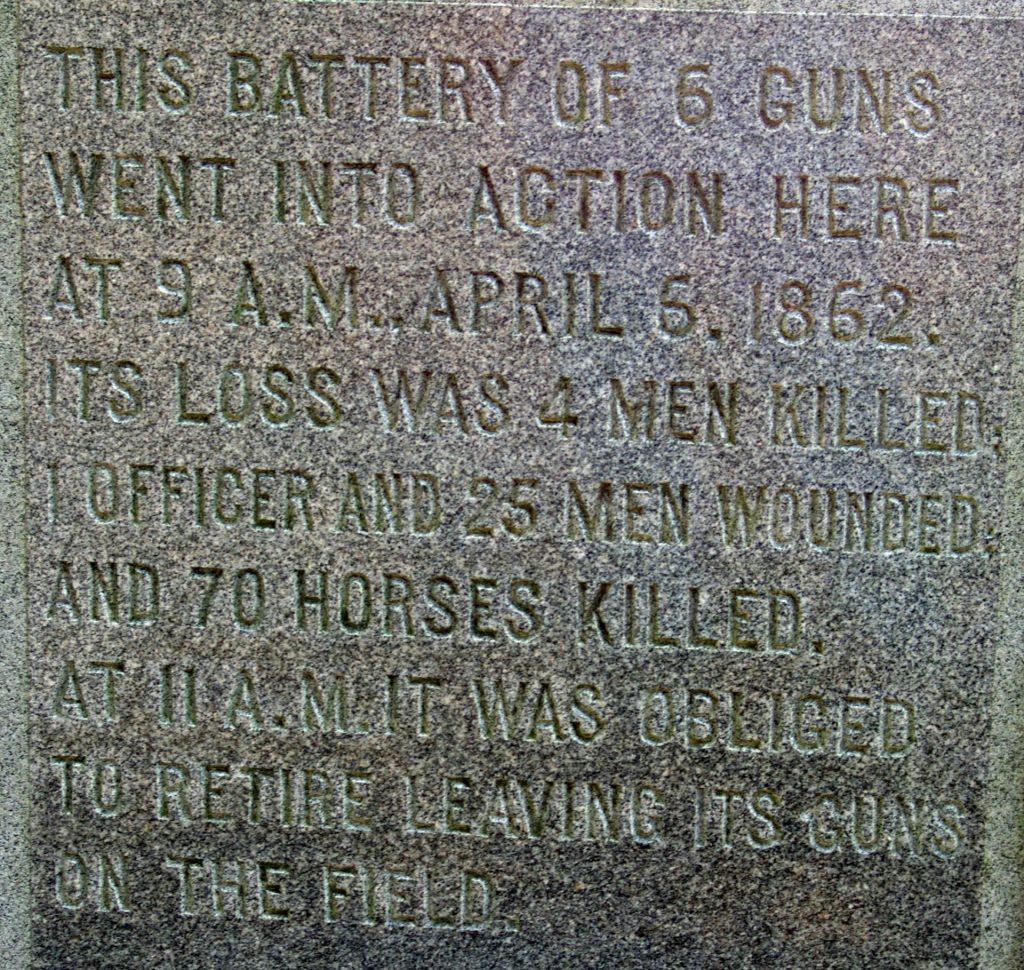 THIS BATTERY OF 6 GUNS
WENT INTO ACTION HERE
AT 9 A.M., APRIL 6, 1862.
ITS LOSS WAS 4 MEN KILLED,
1 OFFICER AND 25 MEN WOUNDED,
AND 70 HORSES KILLED.
AT 11 A.M. IT WAS OBLIGED
TO RETIRE LEAVING ITS GUNS
ON THE FIELD.